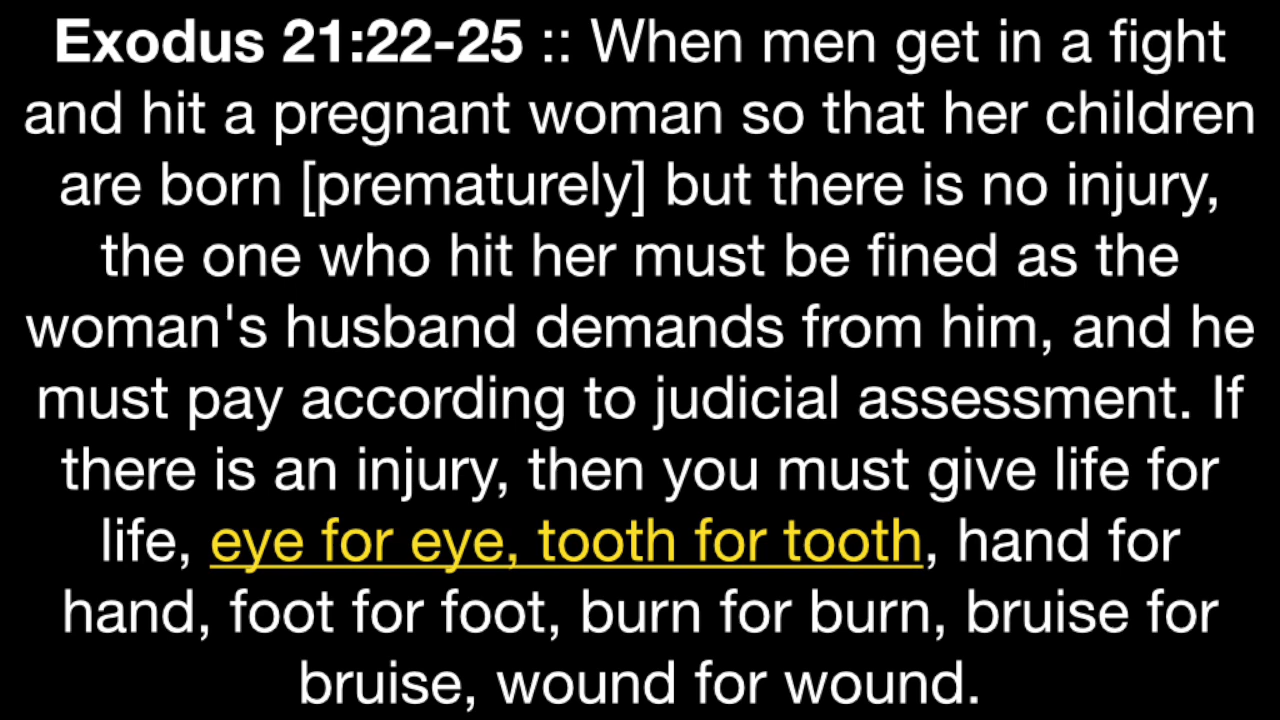 Exodus 21:22-25 :: When men get in a fight
and hit a pregnant woman so that her children
are born [prematurely] but there is no injury,
the one who hit her must be fined as the
woman's husband demands from him, and he
must pay according to judicial assessment. If
there is an injury, then you must give life for
life, eye for eye, tooth for tooth, hand for
hand, foot for foot, burn for burn, bruise for
bruise, wound for wound.